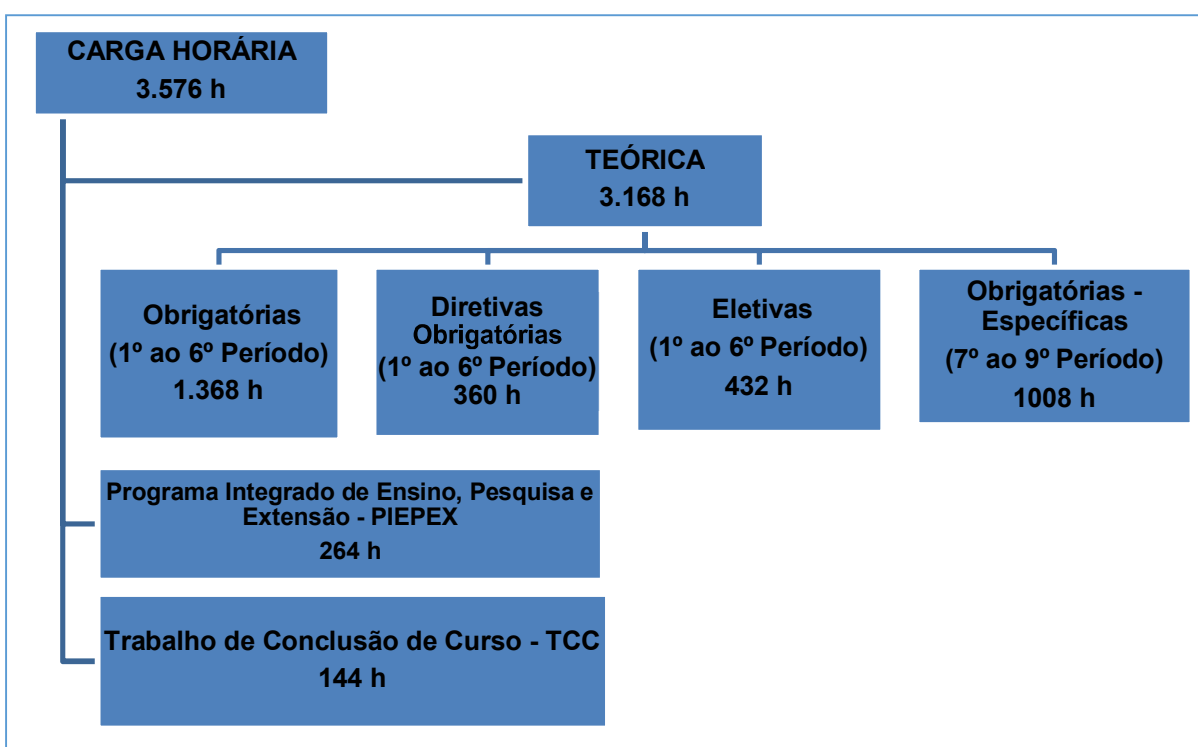 CARGA HORÁRIA
3.576 h
TEÓRICA
3.168 h
Obrigatórias
(1º ao 6º Período)
1.368 h
Diretivas
Obrigatórias
(1º ao 6º Período)
360 h
Eletivas
(1º ao 6º Período)
432 h
Obrigatórias -
Específicas
(7º ao 9º Período)
1008 h
Programa Integrado de Ensino, Pesquisa e
Extensão - PIEPEX
264 h
Trabalho de Conclusão de Curso - TCC
144 h